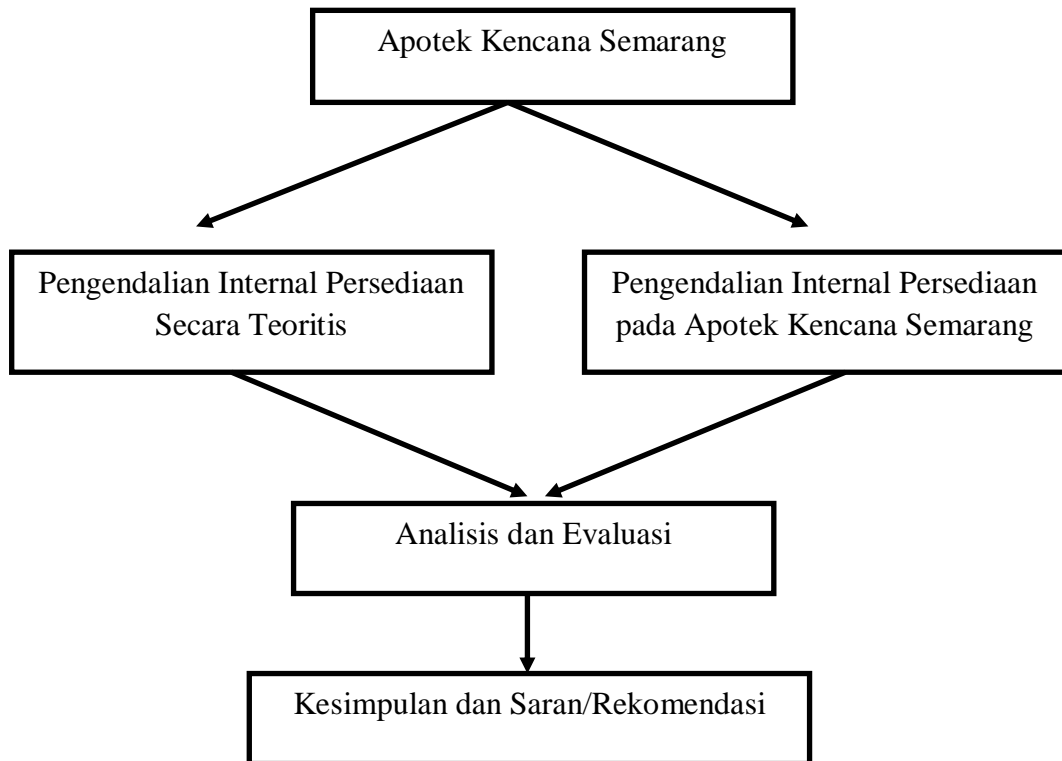 Apotek Kencana Semarang
Pengendalian Internal Persediaan
Secara Teoritis
Pengendalian Internal Persediaan
pada Apotek Kencana Semarang
Analisis dan Evaluasi
Kesimpulan dan Saran/Rekomendasi